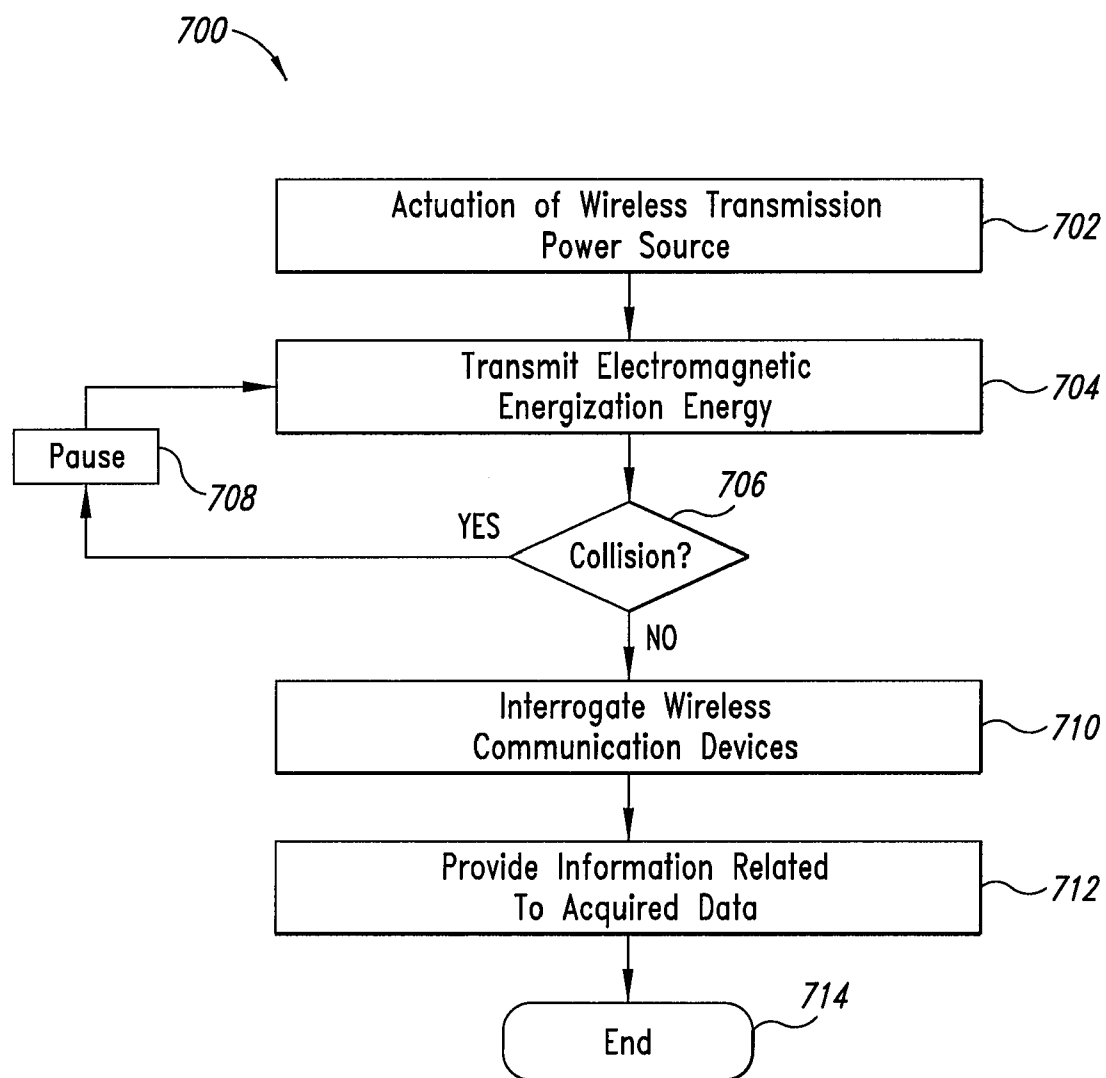 700
Actuation of Wireless Transmission
Power Source
702
Transmit Electromagnetic
Energization Energy
704
Pause
708
706
YES
Collision?
NO
Interrogate Wireless
Communication Devices
710
Provide Information Related
To Acquired Data
712
714
End